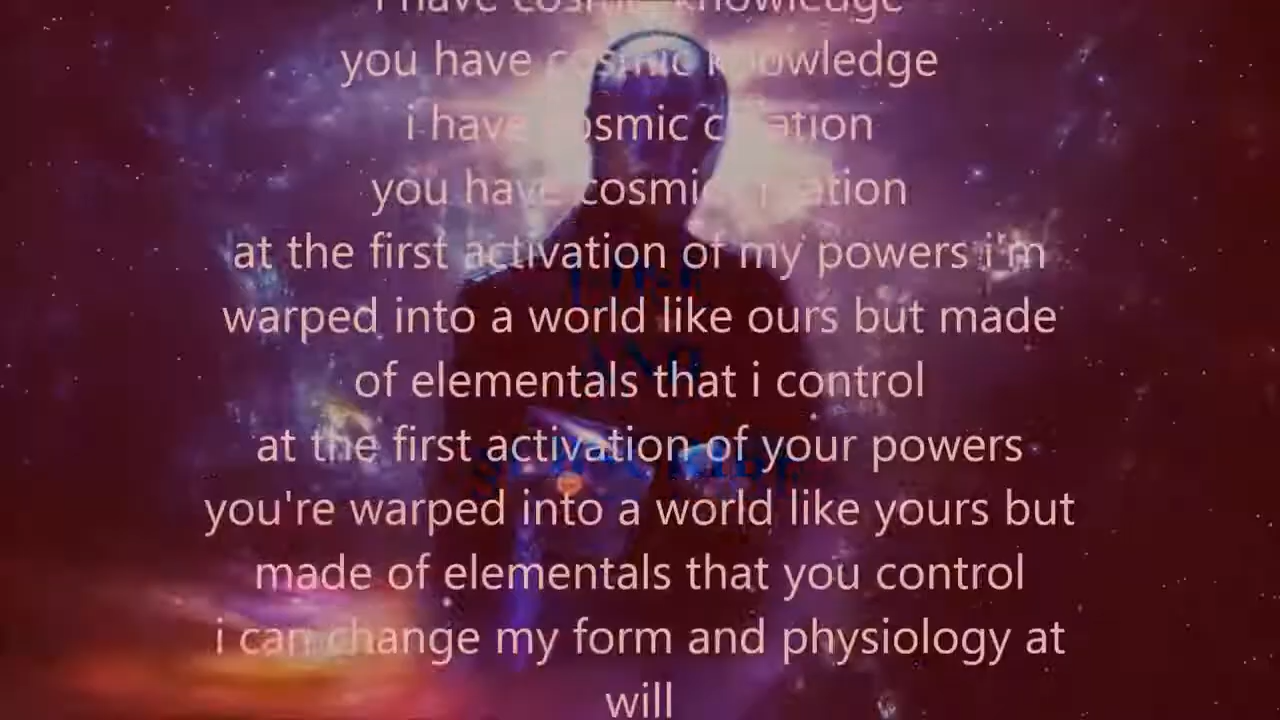 i have cosmic knowledge
you have cosmic knowledge
i have cosmic creation
you have cosmic creation
at the first activation of my powers i'm
warped into a world like ours but made
of elementals that i control
at the first activation of your powers
you're warped into a world like yours but
made of elementals that you control
i can change my form and physiology at
will
LIKE
AND
SUBSCRIBE